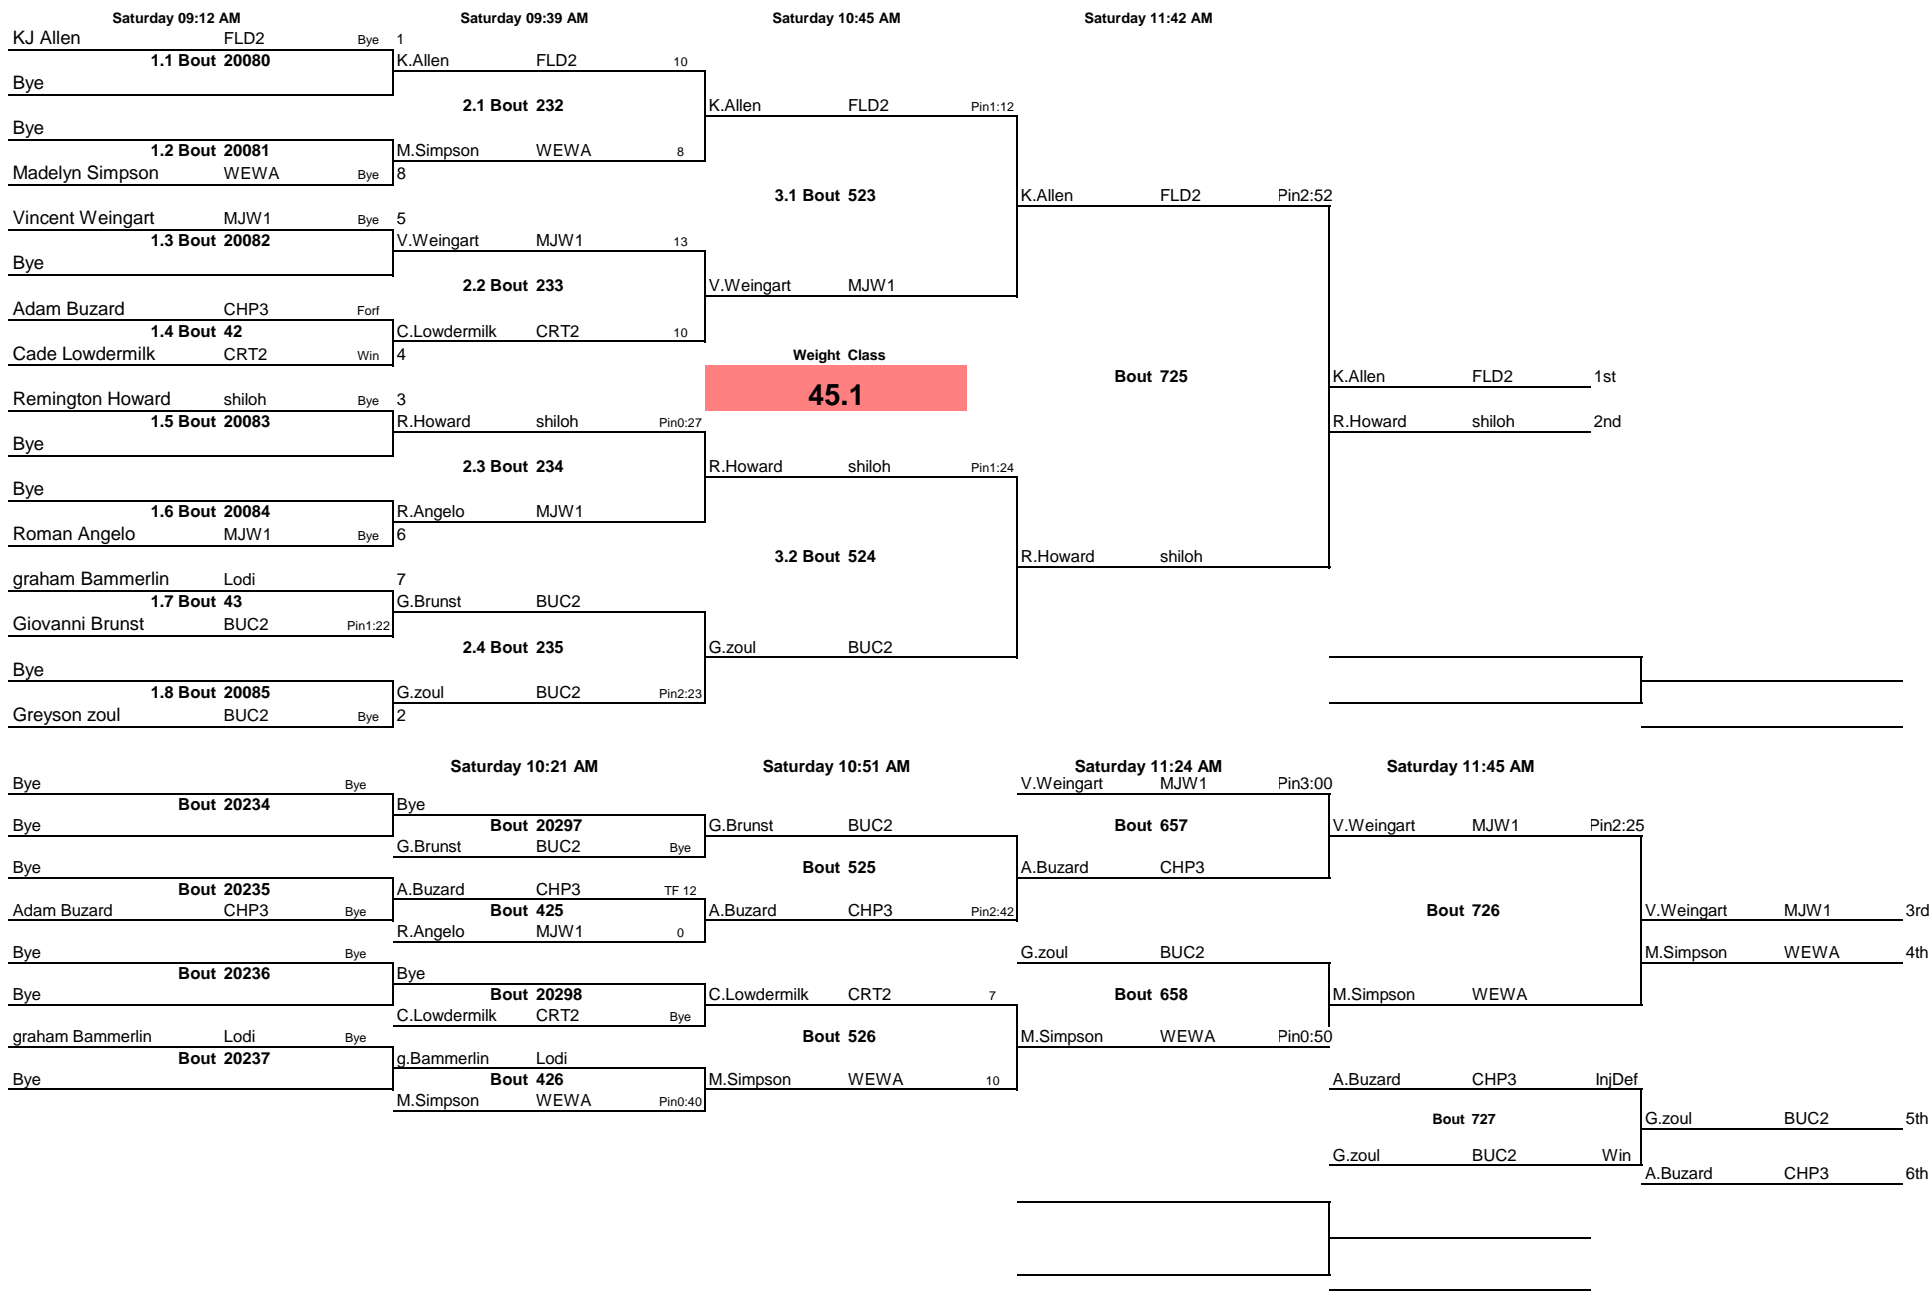 Saturday 09:12 AM Saturday 09:39 AM Saturday 10:45 AM Saturday 11:42 AM
KJ Allen FLD2 Bye 1
1.1 Bout 20080 K.Allen FLD2 10
Bye
2.1 Bout 232 K.Allen FLD2 Pin1:12
Bye
1.2 Bout 20081 M.Simpson WEWA 8
Madelyn Simpson WEWA Bye 8
3.1 Bout 523 K.Allen FLD2 Pin2:52
Vincent Weingart MJW1 Bye 5
1.3 Bout 20082 V.Weingart MJW1 13
Bye
2.2 Bout 233 V.Weingart MJW1
Adam Buzard CHP3 Forf
1.4 Bout 42 C.Lowdermilk CRT2 10
Cade Lowdermilk CRT2 Win 4 Weight Class
Bout 725 K.Allen FLD2 1st
Remington Howard shiloh Bye 3 45.1
1.5 Bout 20083 R.Howard shiloh Pin0:27 R.Howard shiloh 2nd
Bye
2.3 Bout 234 R.Howard shiloh Pin1:24
Bye
1.6 Bout 20084 R.Angelo MJW1
Roman Angelo MJW1 Bye 6
3.2 Bout 524 R.Howard shiloh
graham Bammerlin Lodi 7
1.7 Bout 43 G.Brunst BUC2
Giovanni Brunst BUC2 Pin1:22
2.4 Bout 235 G.zoul BUC2
Bye
1.8 Bout 20085 G.zoul BUC2 Pin2:23
Greyson zoul BUC2 Bye 2
Saturday 10:21 AM Saturday 10:51 AM Saturday 11:24 AM Saturday 11:45 AM
Bye Bye V.Weingart MJW1 Pin3:00
Bout 20234 Bye
Bye Bout 20297 G.Brunst BUC2 Bout 657 V.Weingart MJW1 Pin2:25
G.Brunst BUC2 Bye
Bye Bout 525 A.Buzard CHP3
Bout 20235 A.Buzard CHP3 TF 12
Adam Buzard CHP3 Bye Bout 425 A.Buzard CHP3 Pin2:42 Bout 726 V.Weingart MJW1 3rd
R.Angelo MJW1 0
Bye Bye G.zoul BUC2 M.Simpson WEWA 4th
Bout 20236 Bye
Bye Bout 20298 C.Lowdermilk CRT2 7 Bout 658 M.Simpson WEWA
C.Lowdermilk CRT2 Bye
graham Bammerlin Lodi Bye Bout 526 M.Simpson WEWA Pin0:50
Bout 20237 g.Bammerlin Lodi
Bye Bout 426 M.Simpson WEWA 10 A.Buzard CHP3 InjDef
M.Simpson WEWA Pin0:40
Bout 727 G.zoul BUC2 5th
G.zoul BUC2 Win
A.Buzard CHP3 6th